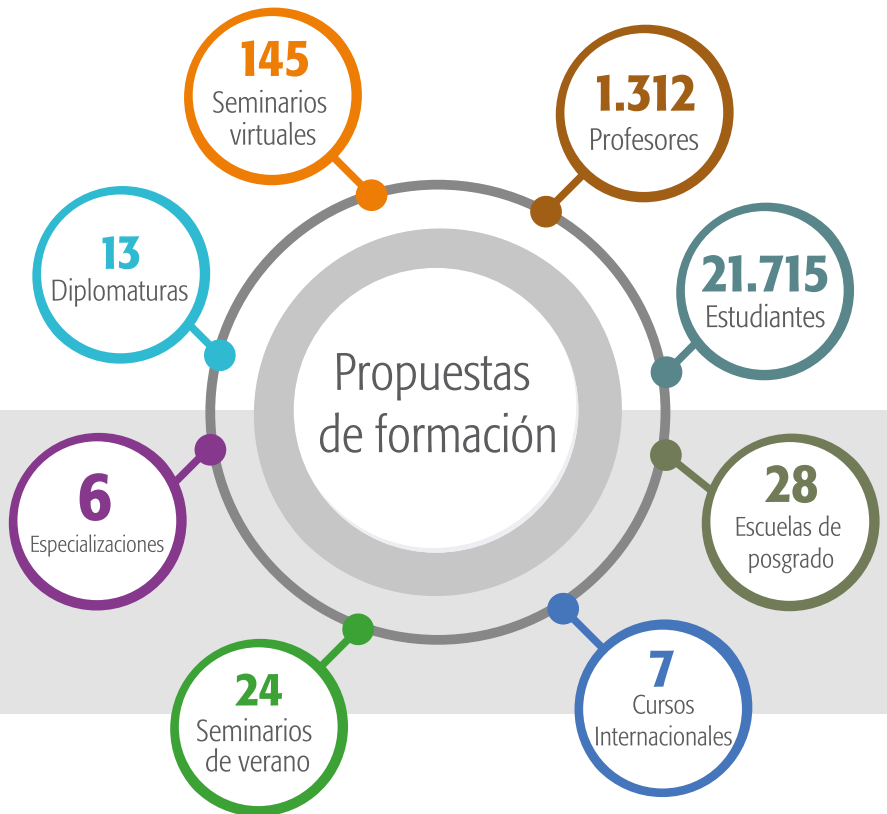 145
Seminarios
virtuales
1.312
Profesores
13
Diplomaturas
21.715
Estudiantes
Propuestas
de formación
6
Especializaciones
28
Escuelas de
posgrado
24
Seminarios
de verano
7
Cursos
Internacionales